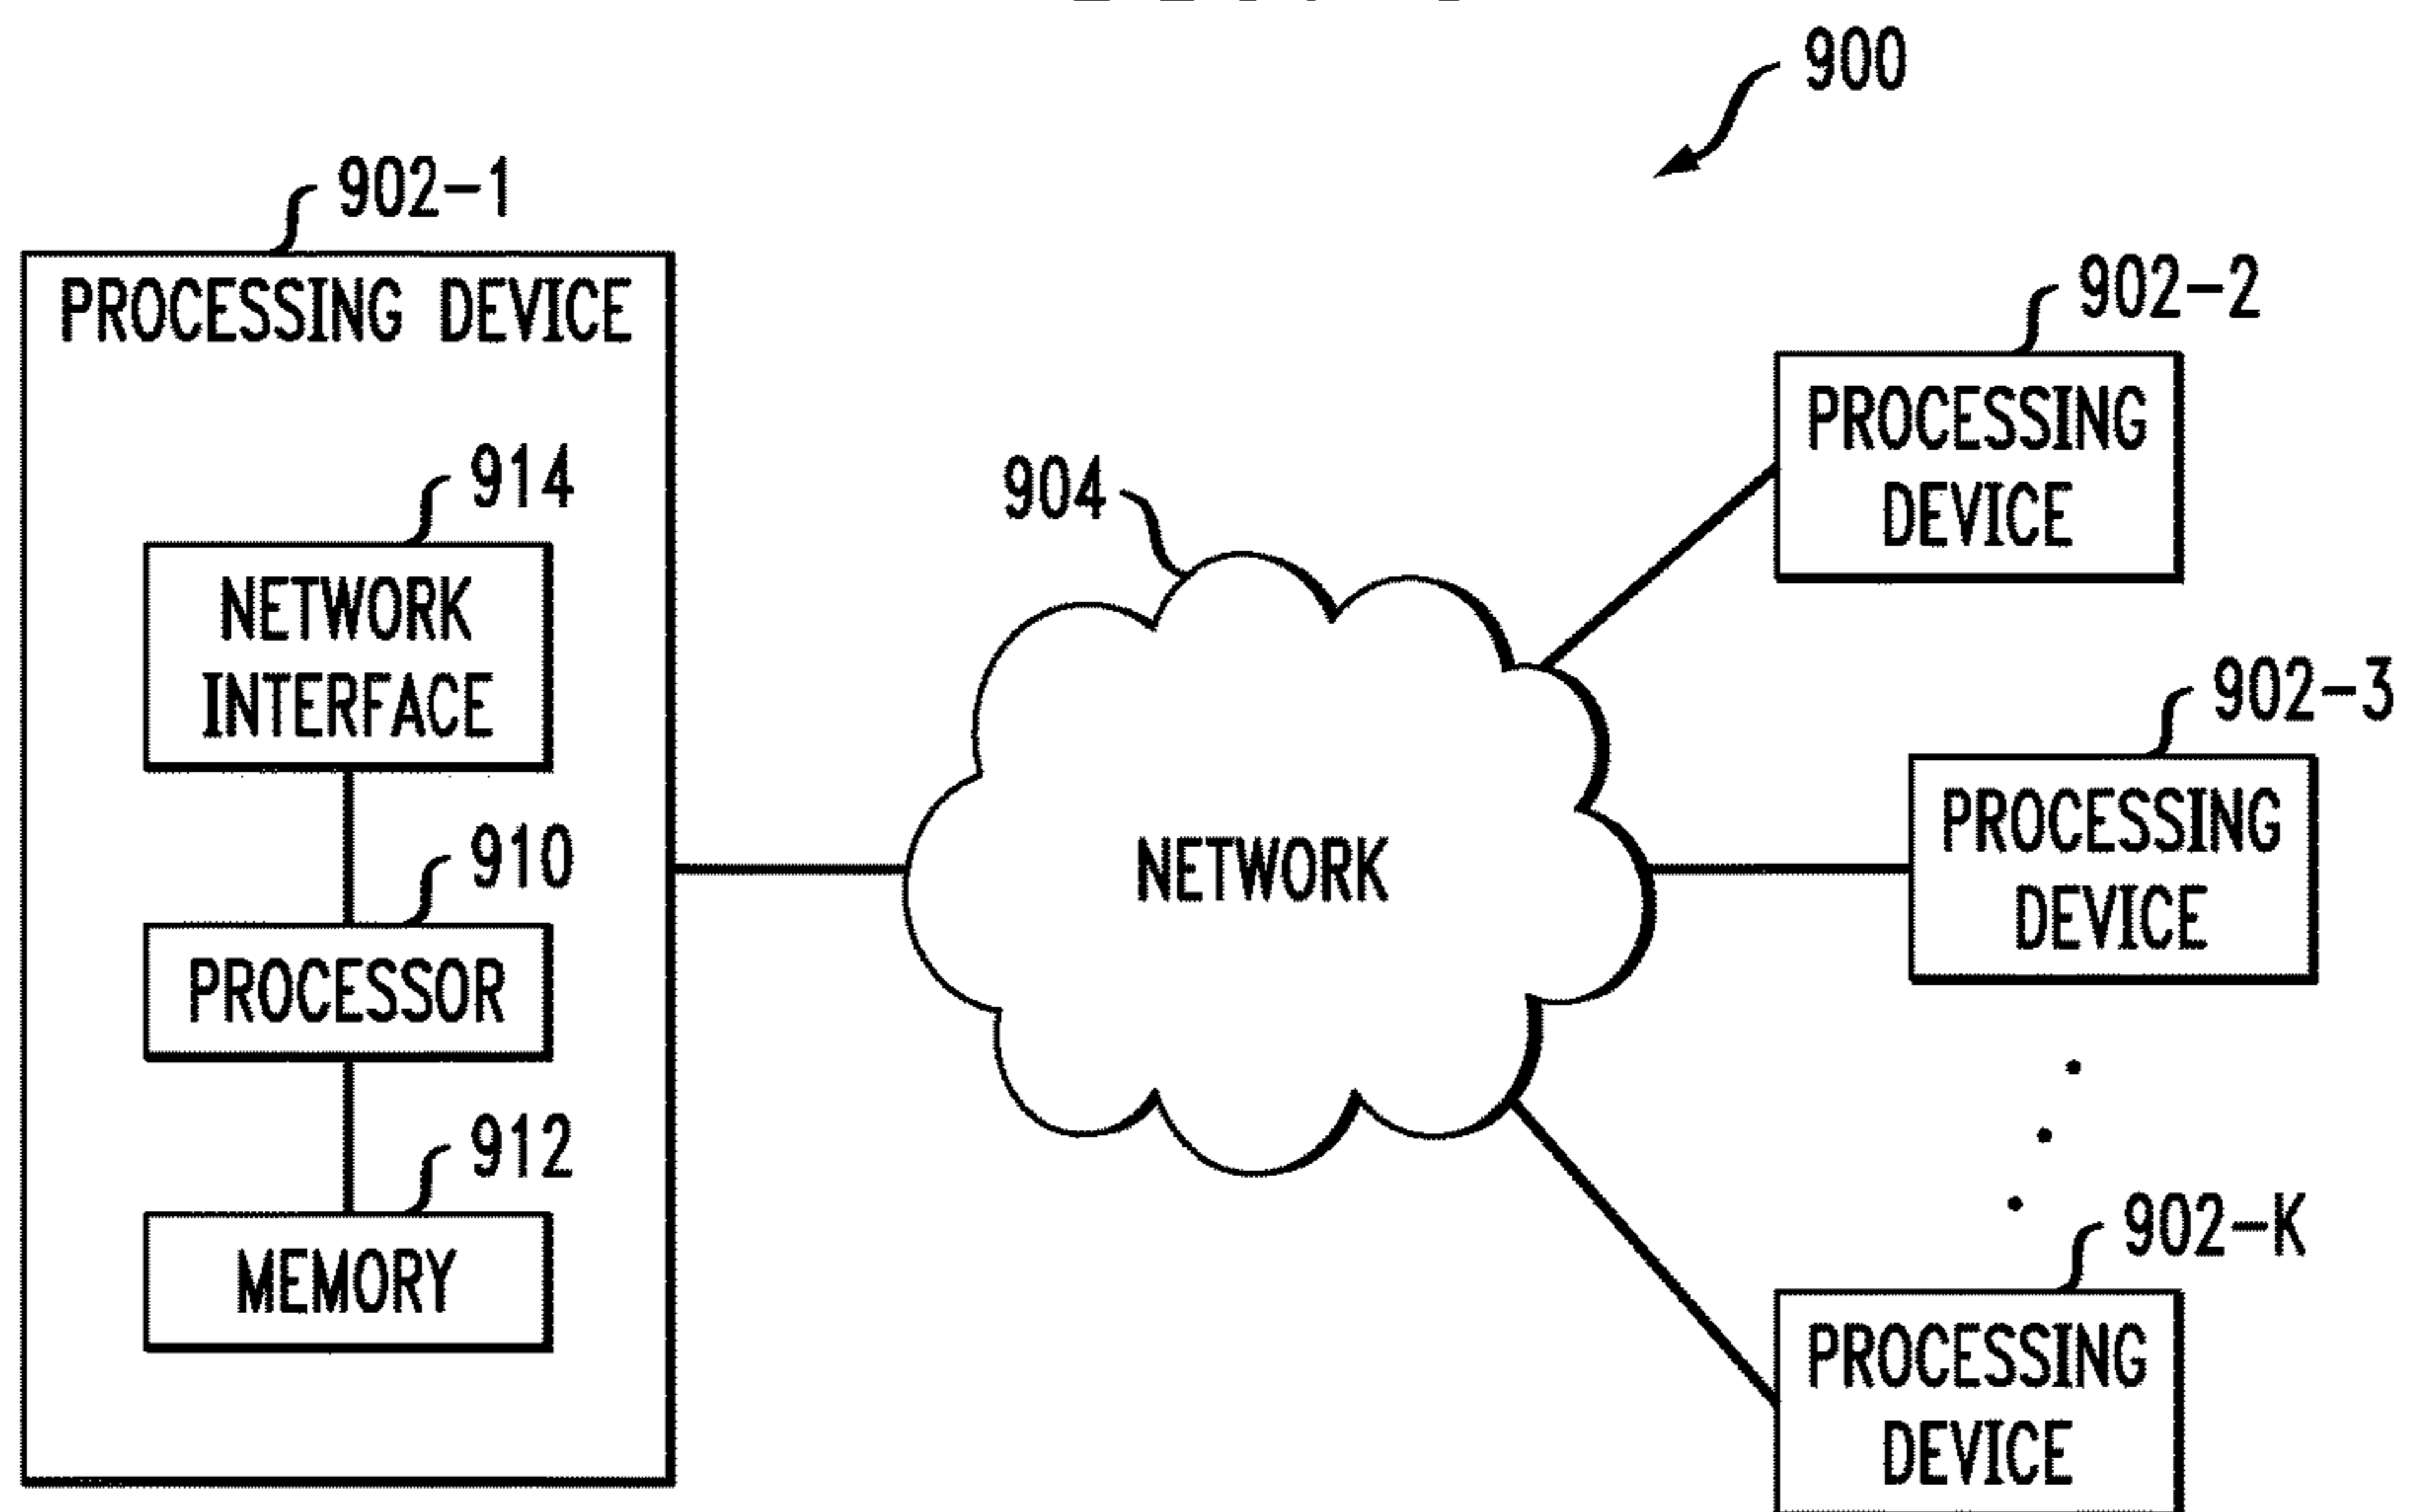 900
902-1
PROCESSING DEVICE
914
NETWORK
INTERFACE
910
PROCESSOR
912
MEMORY
904
NETWORK
902-2
PROCESSING
DEVICE
902-3
PROCESSING
DEVICE
902-K
PROCESSING
DEVICE